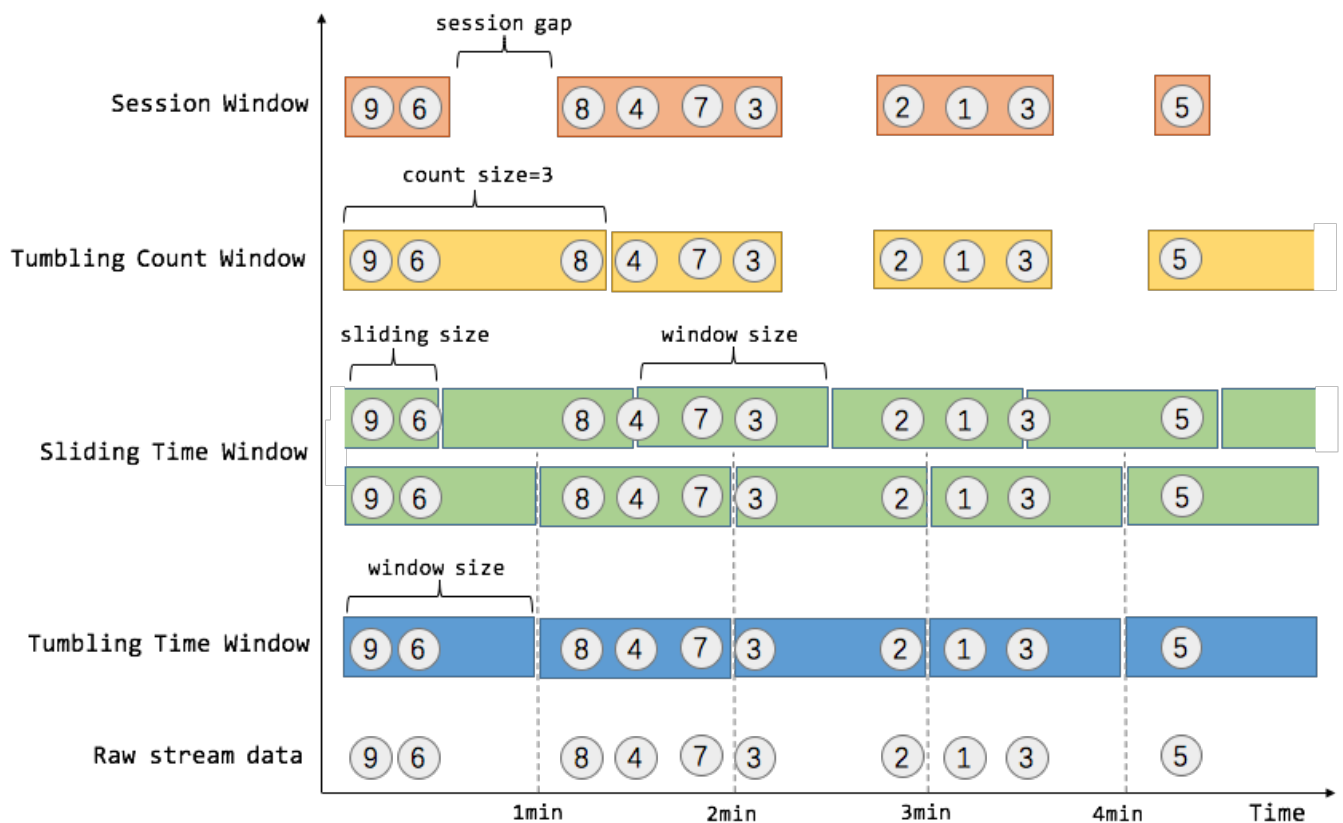 session gap
Session Window
9 6 8 4 7 3 2 1 3 5
count size=3
Tumbling Count Window
9 6 8 4 7 3 2 1 3 5
sliding size window size
9 6 8 4 7 3 2 1 3 5
Sliding Time Window
9 6 8 4 7 3 2 1 3 5
window size
Tumbling Time Window
9 6 8 4 7 3 2 1 3 5
Raw stream data
9 6 8 4 7 3 2 1 3 5
1min 2min 3min 4min Time